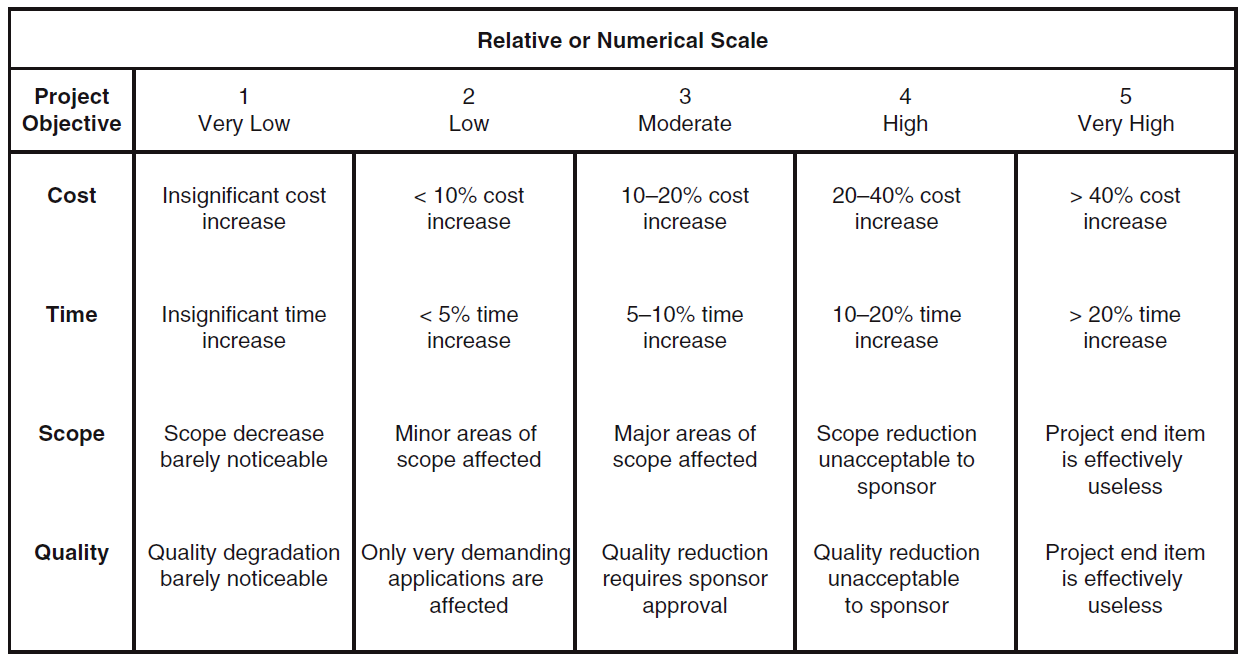 Relative or Numerical Scale
Project Objective 1 Very Low 2 Low 3 Moderate 4 High 5 Very High
Cost
Insignificant cost
increase
< 10% cost
increase
10–20% cost
increase
20–40% cost
increase
> 40% cost
increase
Time
Insignificant time
increase
< 5% time
increase
5–10% time
increase
10–20% time
increase
> 20% time
increase
Scope
Scope decrease
barely noticeable
Minor areas of
scope affected
Major areas of
scope affected
Scope reduction
unacceptable to
sponsor
Project end item
is effectively
useless
Quality
Quality degradation
barely noticeable
Only very demanding
applications are
affected
Quality reduction
requires sponsor
approval
Quality reduction
unacceptable
to sponsor
Project end item
is effectively
useless